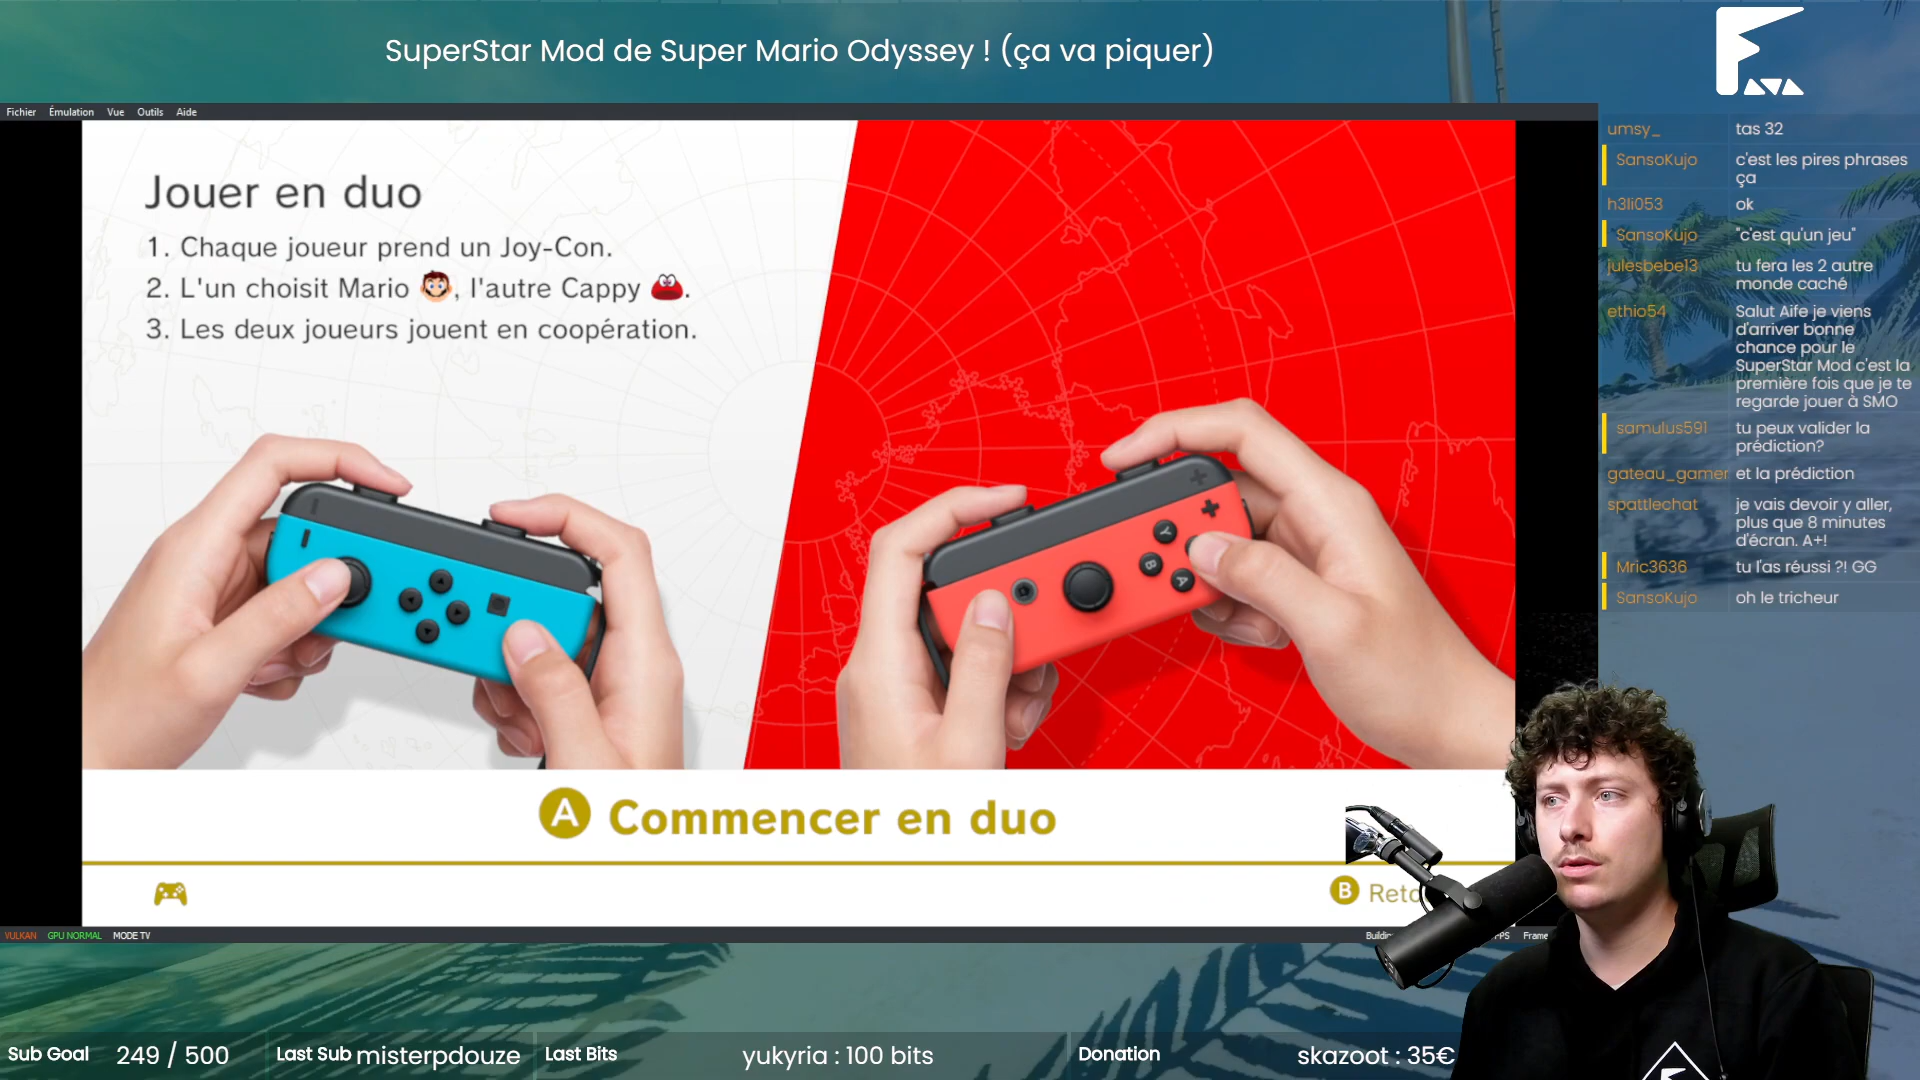 SuperStar Mod de Super Mario Odyssey ! (ça va piquer)
Fichier Émulation Vue Outils Aide
Jouer en duo
1. Chaque joueur prend un Joy-Con.
2. L'un choisit Mario , l'autre Cappy .
3. Les deux joueurs jouent en coopération.
Y
B
A
A Commencer en duo
B
VULKAN GPU NORMAL MODE TV
umsy_ tas 32
SansoKujo c'est les pires phrases
ça
h3li053 ok
SansoKujo "c'est qu'un jeu"
julesbebe13 tu fera les 2 autre
monde caché
ethio54 Salut Aife je viens
d'arriver bonne
chance pour le
SuperStar Mod c'est la
première fois que je te
regarde jouer à SMO
samulus591 tu peux valider la
prédiction?
gateau_gamer et la prédiction
spattlechat je vais devoir y aller,
plus que 8 minutes
d'écran. A+!
Mric3636 tu l'as réussi ?! GG
SansoKujo oh le tricheur
Sub Goal 249 / 500 Last Sub misterpdouze Last Bits yukyria : 100 bits Donation skazoot : 35€